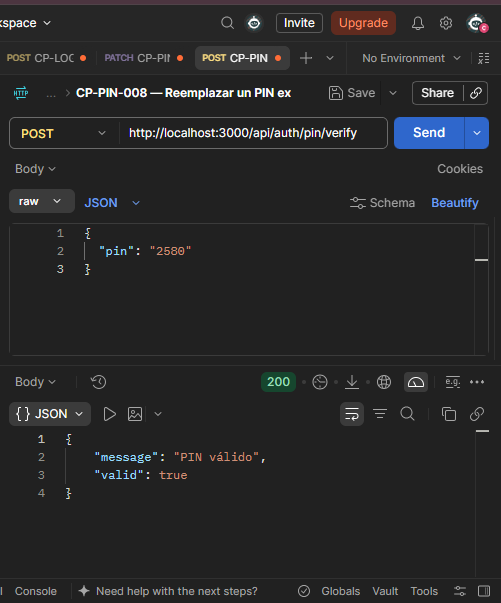 kspace
Invite
Upgrade
POST CP-LOC
PATCH CP-PI
POST CP-PIN
No Environment
HTTP
... > CP-PIN-008 — Reemplazar un PIN ex
Save
Share
POST
http://localhost:3000/api/auth/pin/verify
Send
Body
Cookies
raw
JSON
Schema
Beautify
1 {
2 "pin": "2580"
3 }
Body
200
e.g.
{} JSON
1 {
2 "message": "PIN válido",
3 "valid": true
4 }
Console
Need help with the next steps?
Globals
Vault
Tools